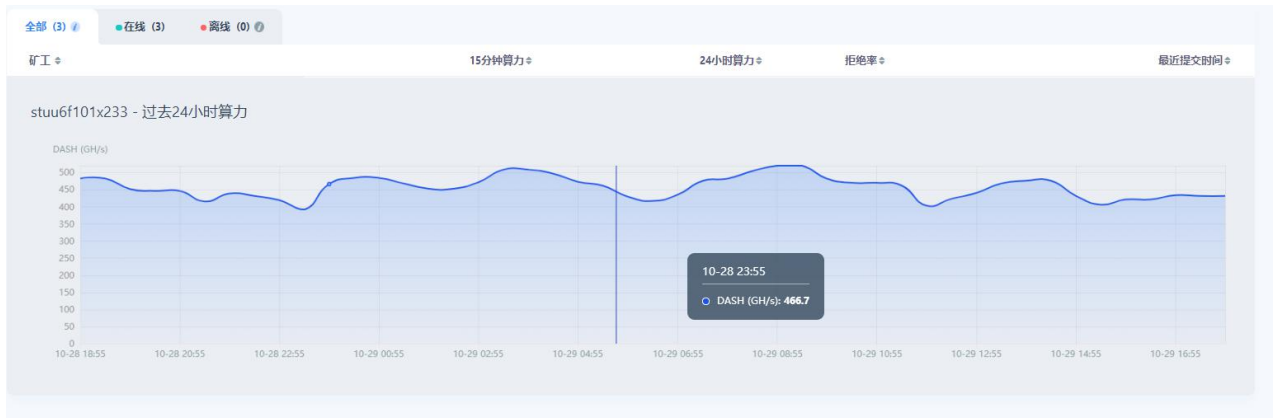 全部 (3) i
在线 (3)
离线 (0) i
矿工 15分钟算力 24小时算力 拒绝率 最近提交时间
stuu6f101x233 - 过去24小时算力
DASH (GH/s)
500
450
400
350
300
250
200
150
100
50
0
10-28 23:55
DASH (GH/s): 466.7
10-28 18:55 10-28 20:55 10-28 22:55 10-29 00:55 10-29 02:55 10-29 04:55 10-29 06:55 10-29 08:55 10-29 10:55 10-29 12:55 10-29 14:55 10-29 16:55